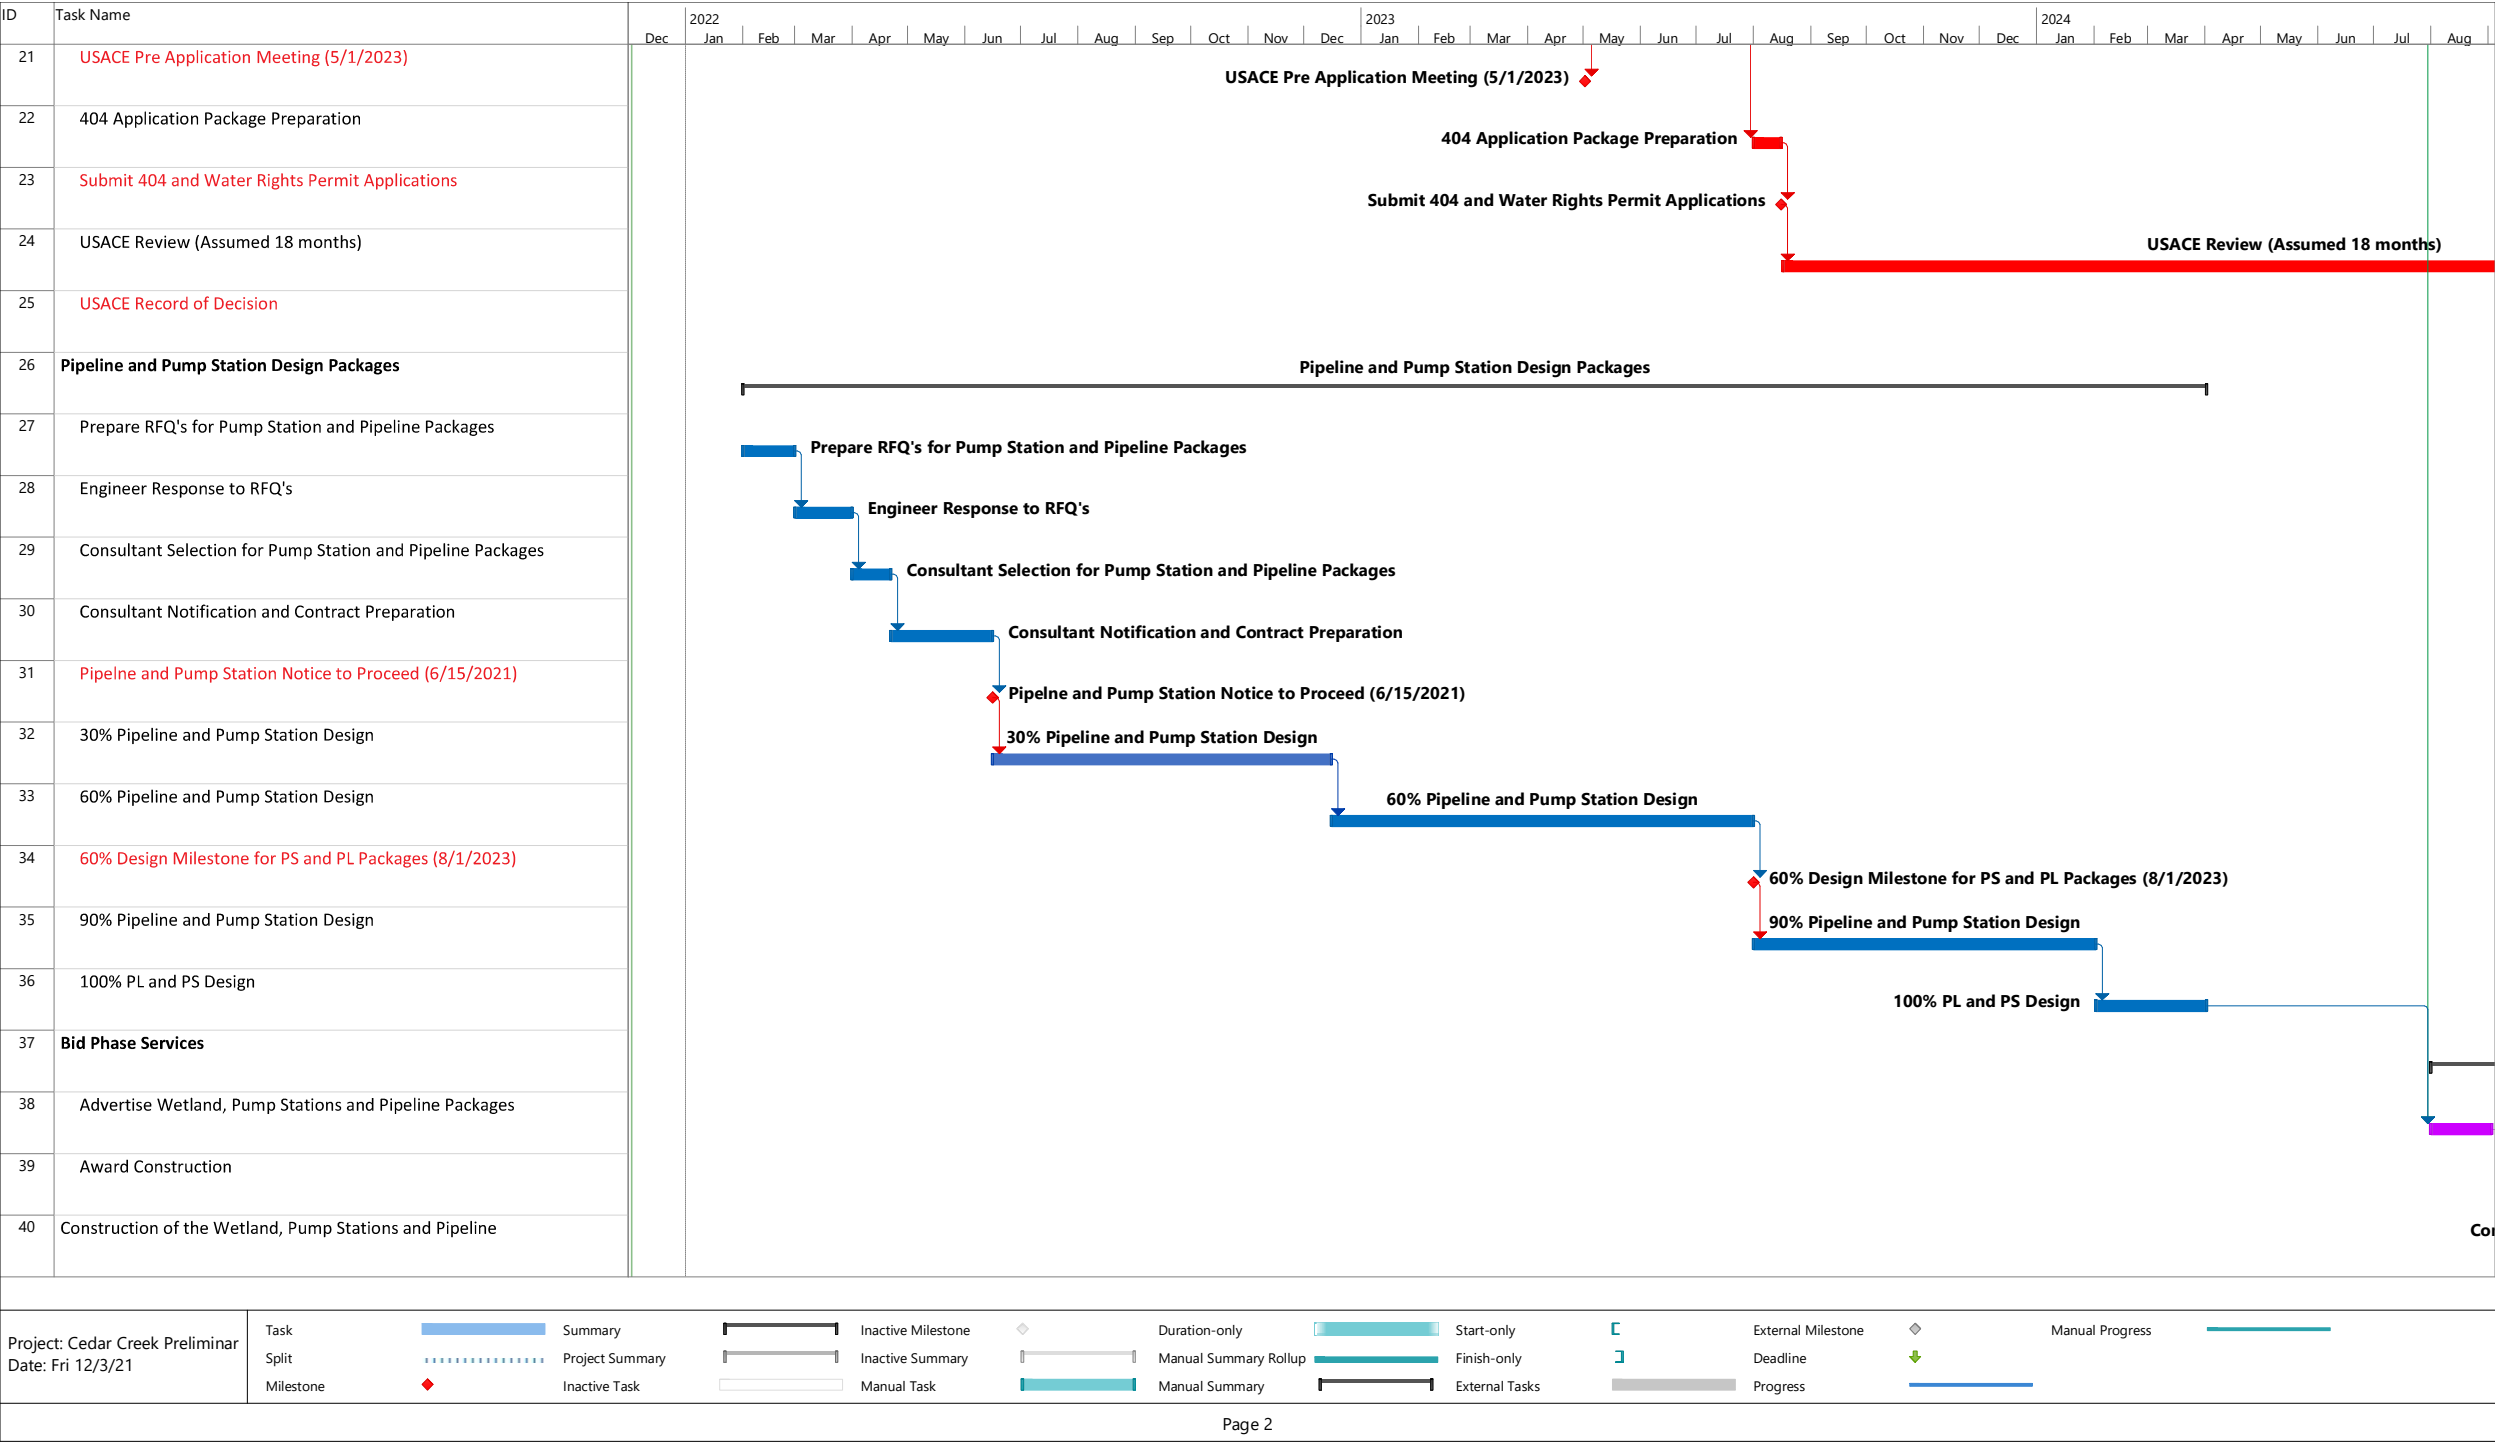 ID Task Name
2022 2023 2024
Dec Jan Feb Mar Apr May Jun Jul Aug Sep Oct Nov Dec Jan Feb Mar Apr May Jun Jul Aug Sep Oct Nov Dec Jan Feb Mar Apr May Jun Jul Aug
21 USACE Pre Application Meeting (5/1/2023)
USACE Pre Application Meeting (5/1/2023)
22 404 Application Package Preparation
404 Application Package Preparation
23 Submit 404 and Water Rights Permit Applications
Submit 404 and Water Rights Permit Applications
24 USACE Review (Assumed 18 months)
USACE Review (Assumed 18 months)
25 USACE Record of Decision
26 Pipeline and Pump Station Design Packages
Pipeline and Pump Station Design Packages
27 Prepare RFQ's for Pump Station and Pipeline Packages
Prepare RFQ's for Pump Station and Pipeline Packages
28 Engineer Response to RFQ's
Engineer Response to RFQ's
29 Consultant Selection for Pump Station and Pipeline Packages
Consultant Selection for Pump Station and Pipeline Packages
30 Consultant Notification and Contract Preparation
Consultant Notification and Contract Preparation
31 Pipelne and Pump Station Notice to Proceed (6/15/2021)
Pipelne and Pump Station Notice to Proceed (6/15/2021)
32 30% Pipeline and Pump Station Design
30% Pipeline and Pump Station Design
33 60% Pipeline and Pump Station Design
60% Pipeline and Pump Station Design
34 60% Design Milestone for PS and PL Packages (8/1/2023)
60% Design Milestone for PS and PL Packages (8/1/2023)
35 90% Pipeline and Pump Station Design
90% Pipeline and Pump Station Design
36 100% PL and PS Design
100% PL and PS Design
37 Bid Phase Services
38 Advertise Wetland, Pump Stations and Pipeline Packages
39 Award Construction
40 Construction of the Wetland, Pump Stations and Pipeline
Project: Cedar Creek Preliminar
Date: Fri 12/3/21
Task Summary Inactive Milestone Duration-only Start-only External Milestone Manual Progress
Split Project Summary Inactive Summary Manual Summary Rollup Finish-only Deadline
Milestone Inactive Task Manual Task Manual Summary External Tasks Progress
Page 2